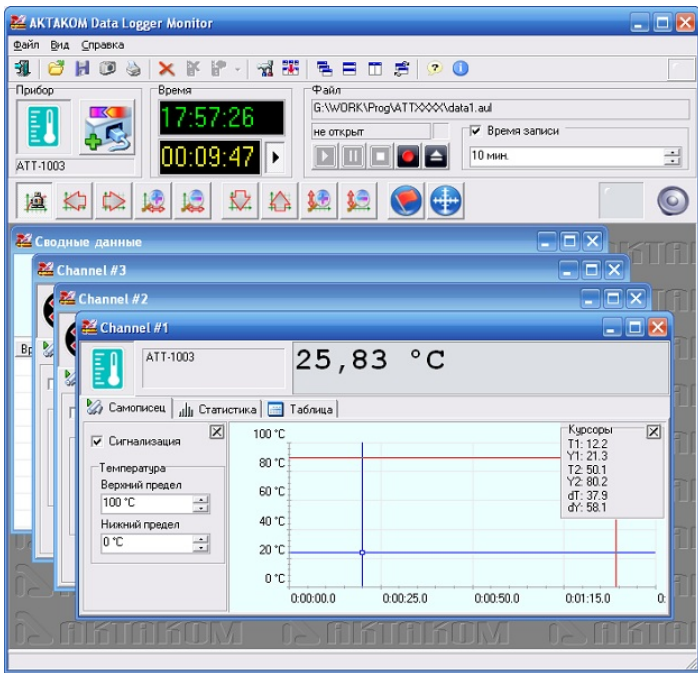 AKTAKOM Data Logger Monitor
Файл Вид Справка
Прибор
Время
Файл
ATT-1003
17:57:26
00:09:47
G:\WORK\Prog\ATTXXXX\data1.aul
не открыт
Время записи
10 мин.
Сводные данные
Channel #3
Channel #2
Channel #1
Вр
ATT-1003
25,83 °C
Самописец
Статистика
Таблица
Сигнализация
Температура
Верхний предел
100 °C
Нижний предел
0 °C
100 °C
80 °C
60 °C
40 °C
20 °C
0 °C
0:00:00.0
0:00:25.0
0:00:50.0
0:01:15.0
0:
Курсоры
T1: 12.2
Y1: 21.3
T2: 50.1
Y2: 80.2
dT: 37.9
dY: 58.1
AKTAKOM
AKTAKOM